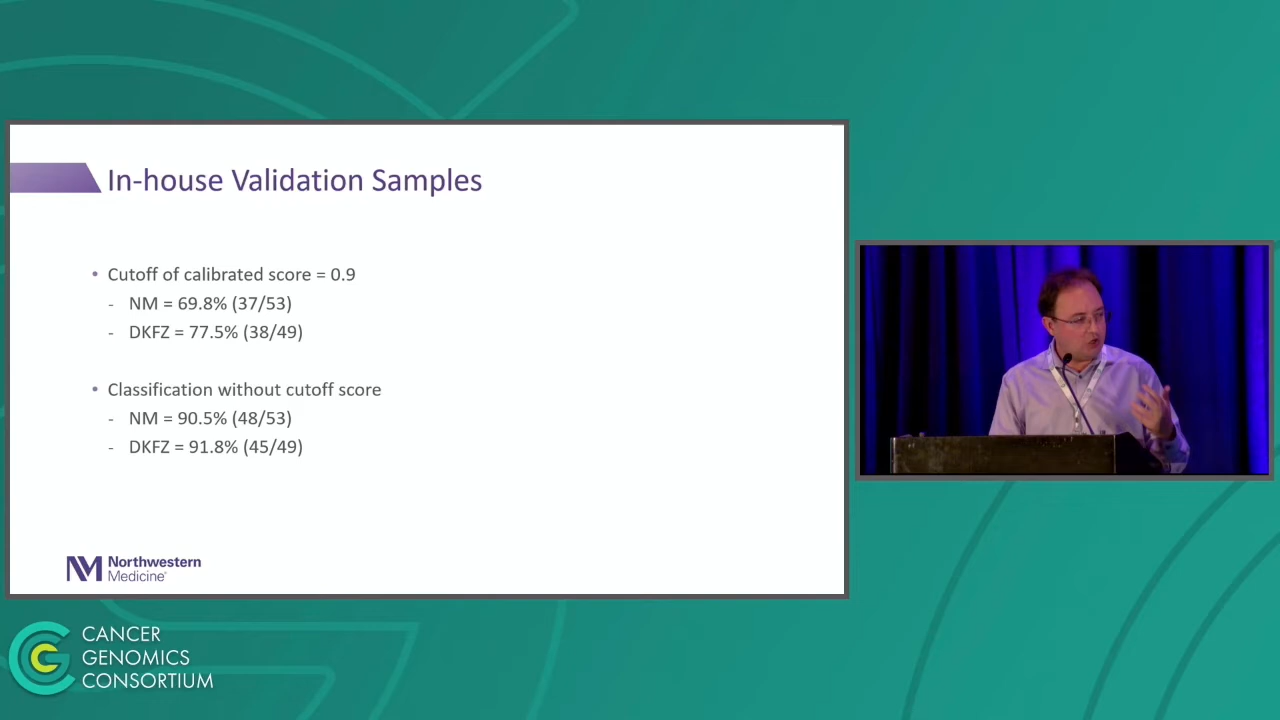 In-house Validation Samples
• Cutoff of calibrated score = 0.9
- NM = 69.8% (37/53)
- DKFZ = 77.5% (38/49)
• Classification without cutoff score
- NM = 90.5% (48/53)
- DKFZ = 91.8% (45/49)
NM Northwestern
Medicine
CANCER
GENOMICS
CONSORTIUM